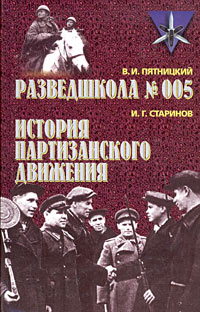 В. И. ПЯТНИЦКИЙ
РАЗВЕДШКОЛА № 005
И. Г. СТАРИНОВ
ИСТОРИЯ
ПАРТИЗАНСКОГО
ДВИЖЕНИЯ